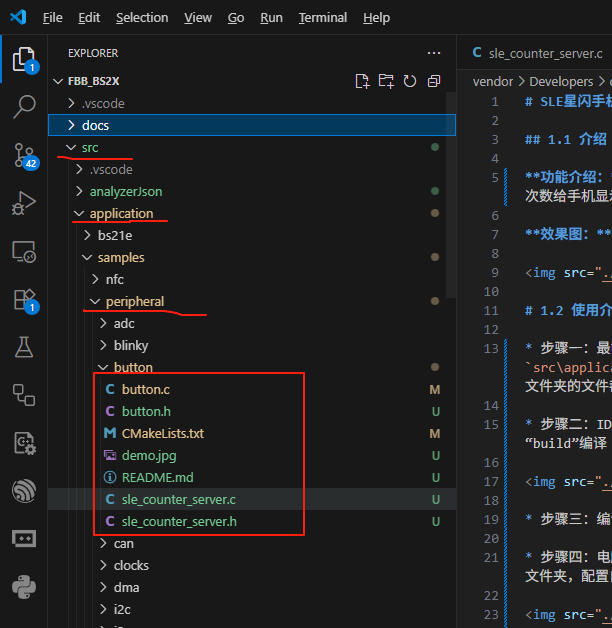 File Edit Selection View Go Run Terminal Help
EXPLORER
FBB_BS2X
.vscode
docs
src
.vscode
analyzerJson
application
bs21e
samples
nfc
peripheral
adc
blinky
button
button.c M
button.h U
CMakeLists.txt M
demo.jpg U
README.md U
sle_counter_server.c U
sle_counter_server.h U
can
clocks
dma
i2c
1
42
1
sle_counter_server.c
vendor > Developers >
1 # SLE星闪手机
2
3 ## 1.1 介绍
4
5 **功能介绍：
次数给手机显示
6
7 **效果图：**
8
9 <img src="./
10
11 # 1.2 使用介
12
13 * 步骤一：最
`src\applica
文件夹的文件
14
15 * 步骤二：ID
“build”编译
16
17 <img src="./
18
19 * 步骤三：编
20
21 * 步骤四：电
文件夹，配置
22
23 <img src="./